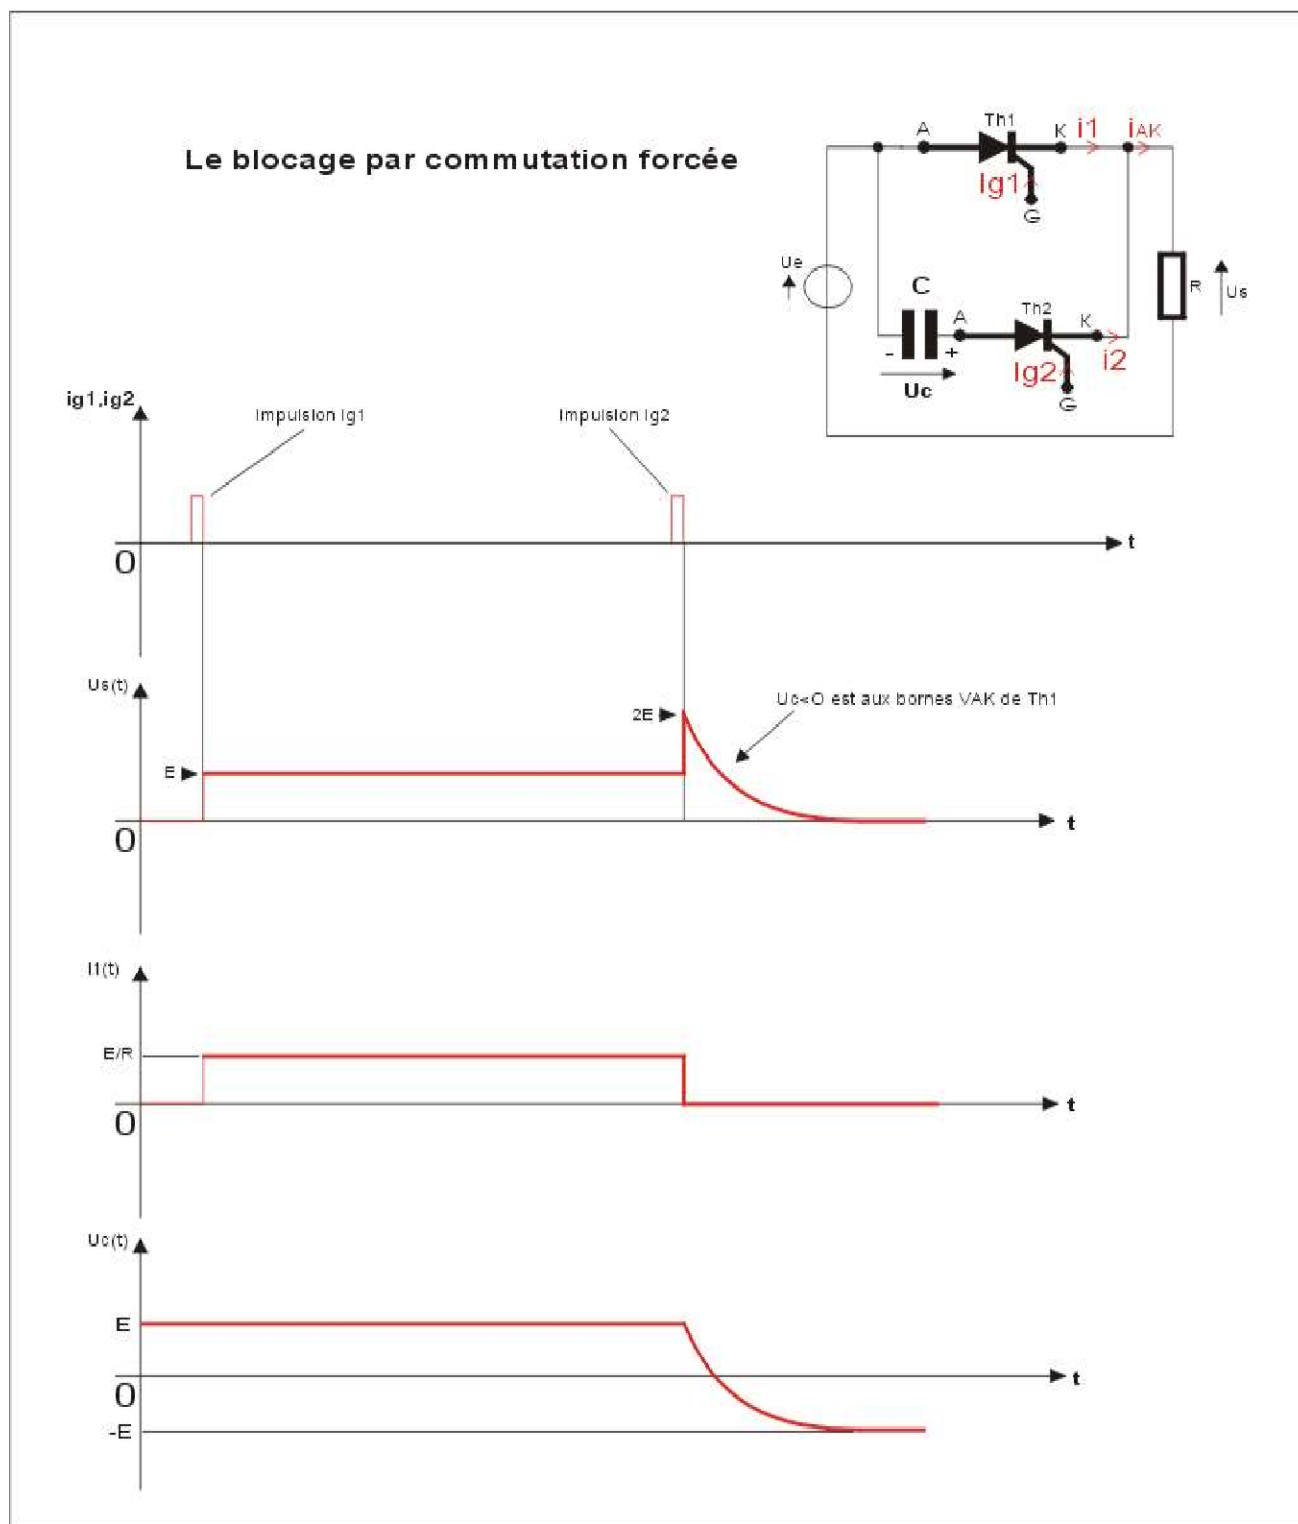 Le blocage par commutation forcée
A
Th1
K
i1
iAK
Ig1
G
Ue
C
A
Th2
K
R
Us
-
+
Ig2
i2
Uc
G
ig1,ig2
Impulsion Ig1
Impulsion Ig2
0
t
Us(t)
2E
Uc<0 est aux bornes VAK de Th1
E
0
t
I1(t)
E/R
0
t
Uc(t)
E
0
t
-E